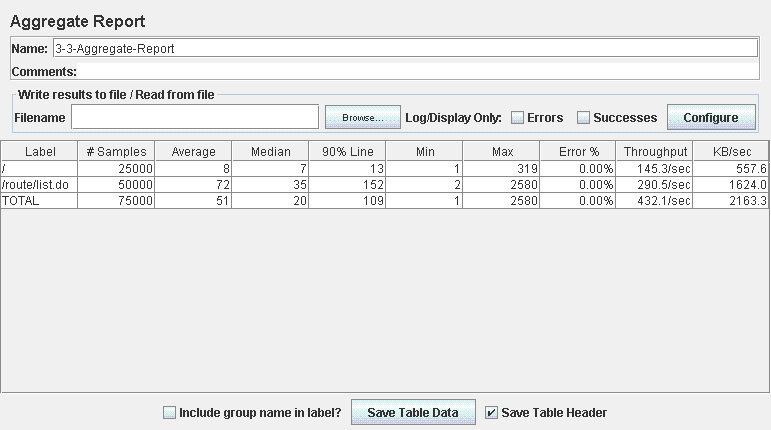 Aggregate Report
Name: 3-3-Aggregate-Report
Comments:
Write results to file / Read from file
Filename Browse... Log/Display Only: Errors Successes Configure
Label # Samples Average Median 90% Line Min Max Error % Throughput KB/sec
/ 25000 8 7 13 1 319 0.00% 145.3/sec 557.6
/route/list.do 50000 72 35 152 2 2580 0.00% 290.5/sec 1624.0
TOTAL 75000 51 20 109 1 2580 0.00% 432.1/sec 2163.3
Include group name in label? Save Table Data Save Table Header